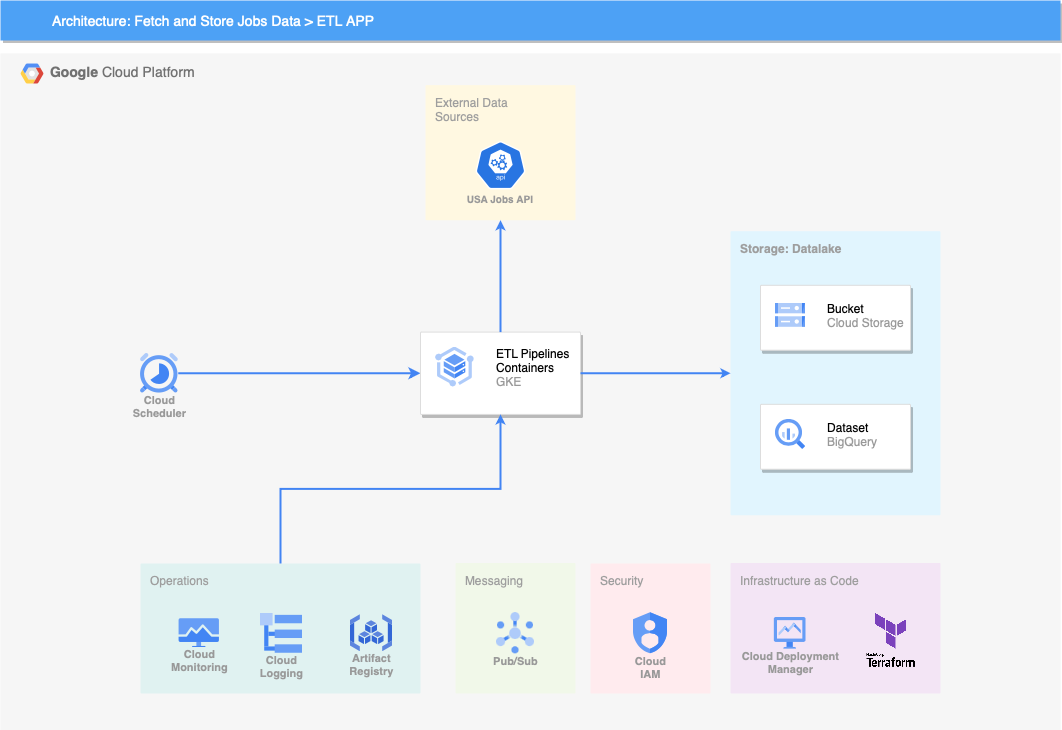 Architecture: Fetch and Store Jobs Data > ETL APP
Google Cloud Platform
External Data
Sources
api
USA Jobs API
Storage: Datalake
Bucket
Cloud Storage
ETL Pipelines
Containers
GKE
Cloud
Scheduler
Dataset
BigQuery
Operations
Cloud
Monitoring
Cloud
Logging
Artifact
Registry
Messaging
Pub/Sub
Security
Cloud
IAM
Infrastructure as Code
Cloud Deployment
Manager
HashiCorp
Terraform